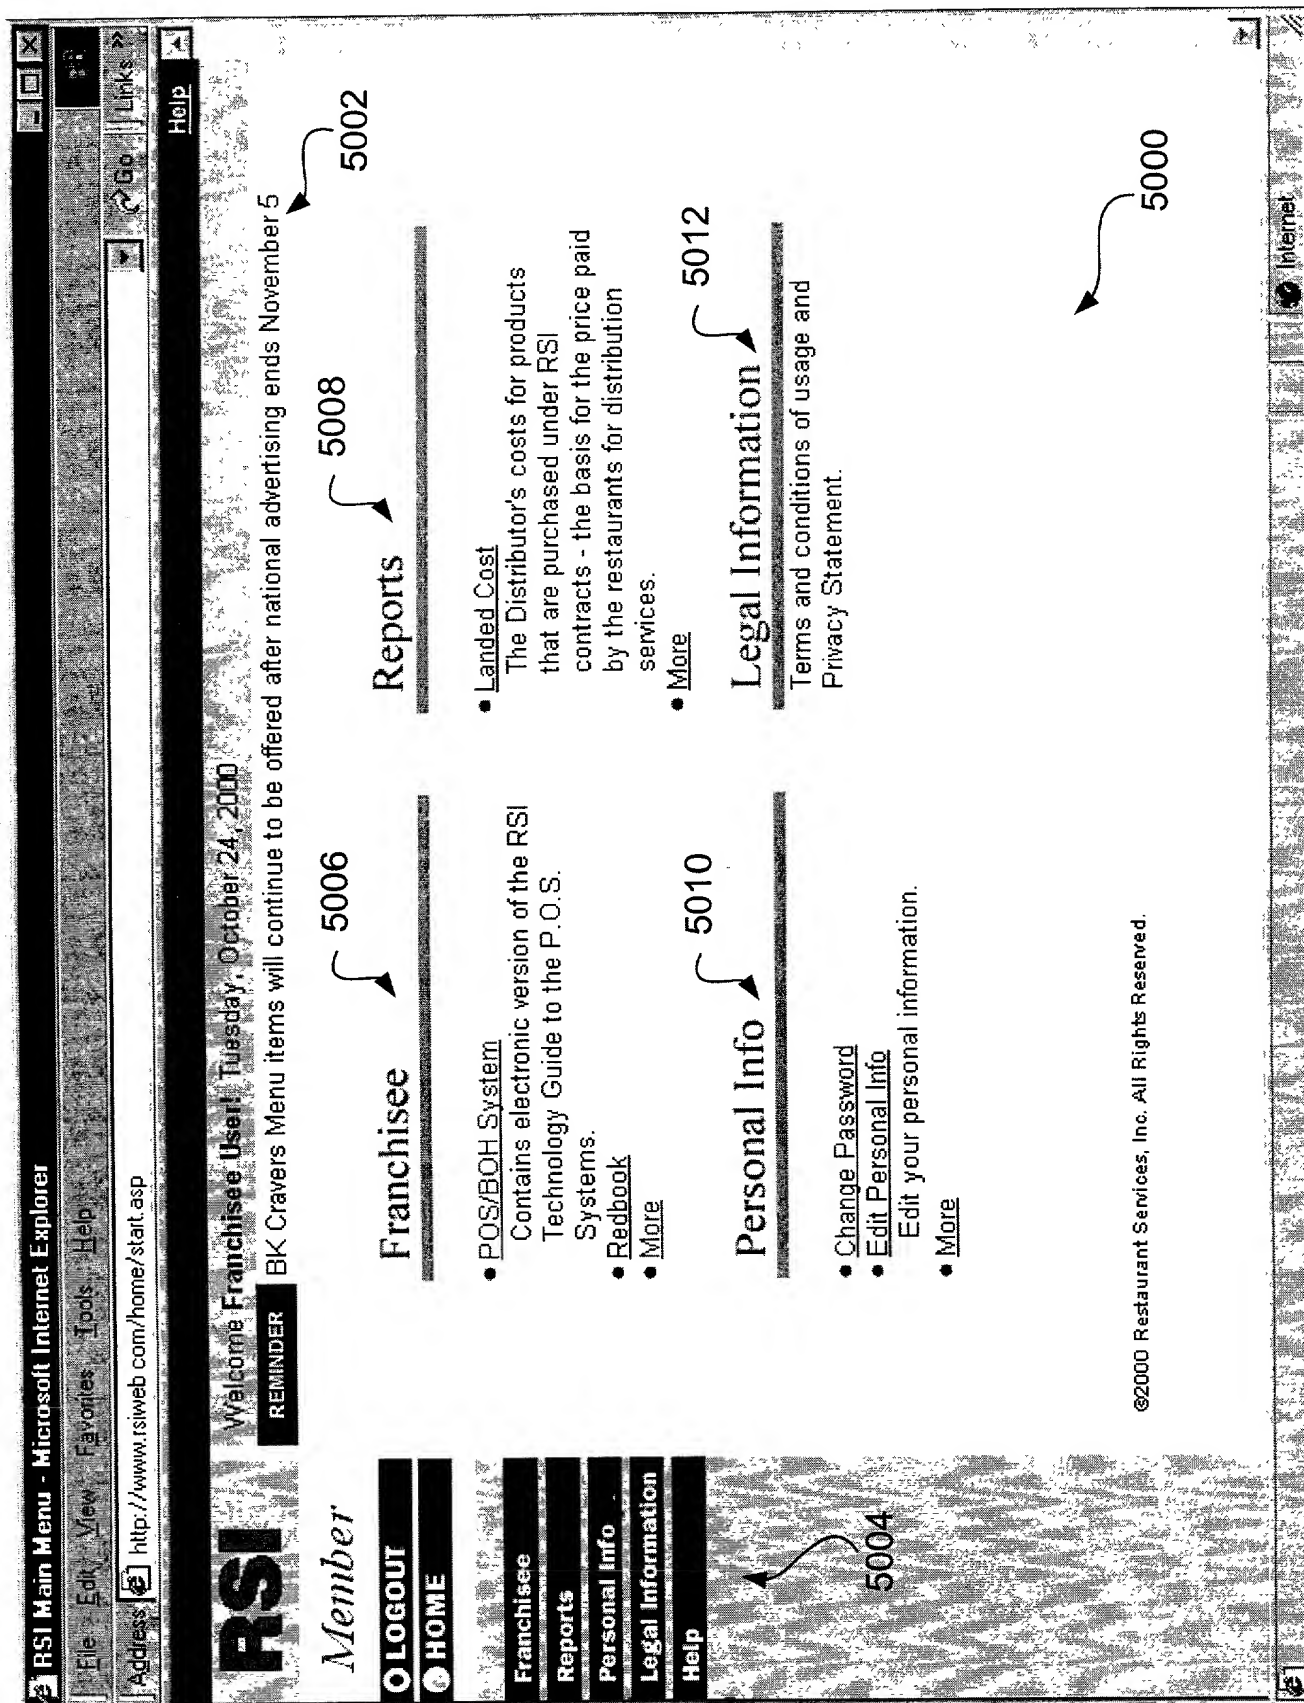 RSI Main Menu - Microsoft Internet Explorer
File Edit View Favorites Tools Help
Address http://www.rsiweb.com/home/start.asp Go Links »
Help
RSI
Welcome Franchisee User! Tuesday, October 24, 2000
REMINDER BK Cravers Menu items will continue to be offered after national advertising ends November 5
5002
Member
LOGOUT
HOME
Franchisee
Reports
Personal Info
Legal Information
Help
5004
Franchisee
5006
• POS/BOH System
Contains electronic version of the RSI
Technology Guide to the P.O.S.
Systems.
• Redbook
• More
Reports
5008
• Landed Cost
The Distributor's costs for products
that are purchased under RSI
contracts - the basis for the price paid
by the restaurants for distribution
services.
• More
Personal Info
5010
• Change Password
• Edit Personal Info
Edit your personal information.
• More
Legal Information
5012
Terms and conditions of usage and
Privacy Statement.
5000
©2000 Restaurant Services, Inc. All Rights Reserved.
Internet